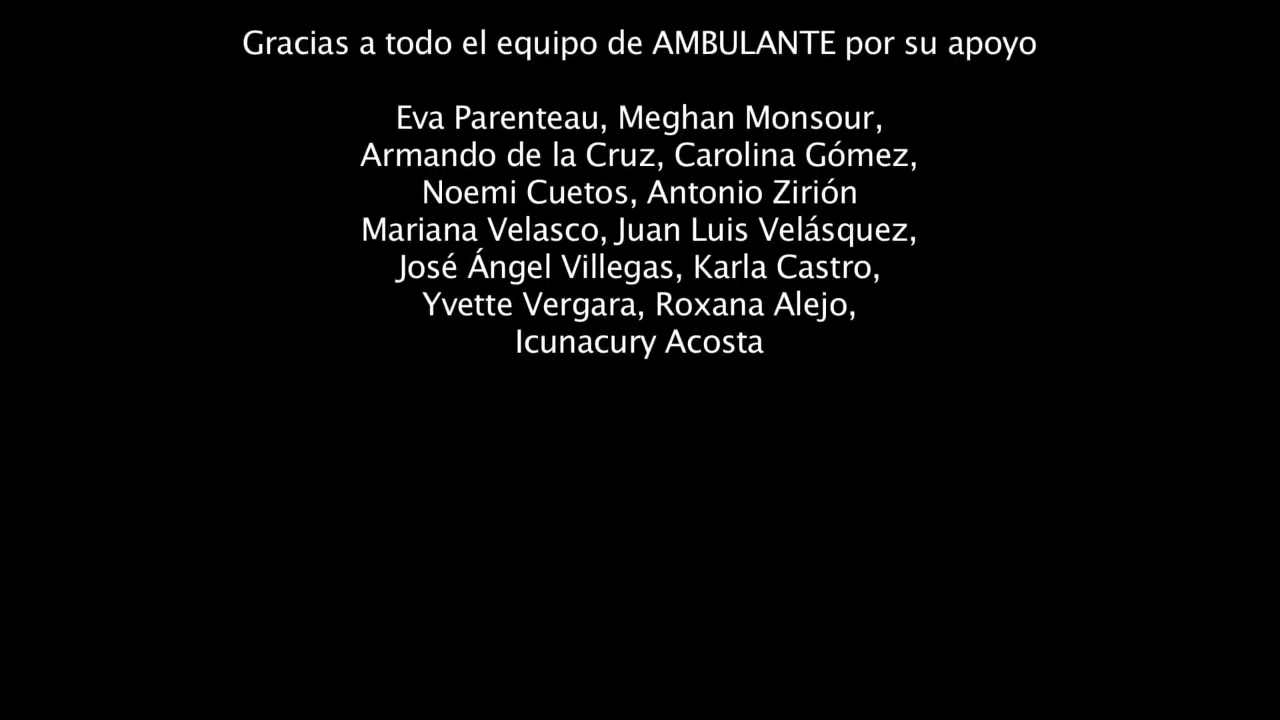 Gracias a todo el equipo de AMBULANTE por su apoyo
Eva Parenteau, Meghan Monsour,
Armando de la Cruz, Carolina Gómez,
Noemi Cuetos, Antonio Zirión
Mariana Velasco, Juan Luis Velásquez,
José Ángel Villegas, Karla Castro,
Yvette Vergara, Roxana Alejo,
Icunacury Acosta